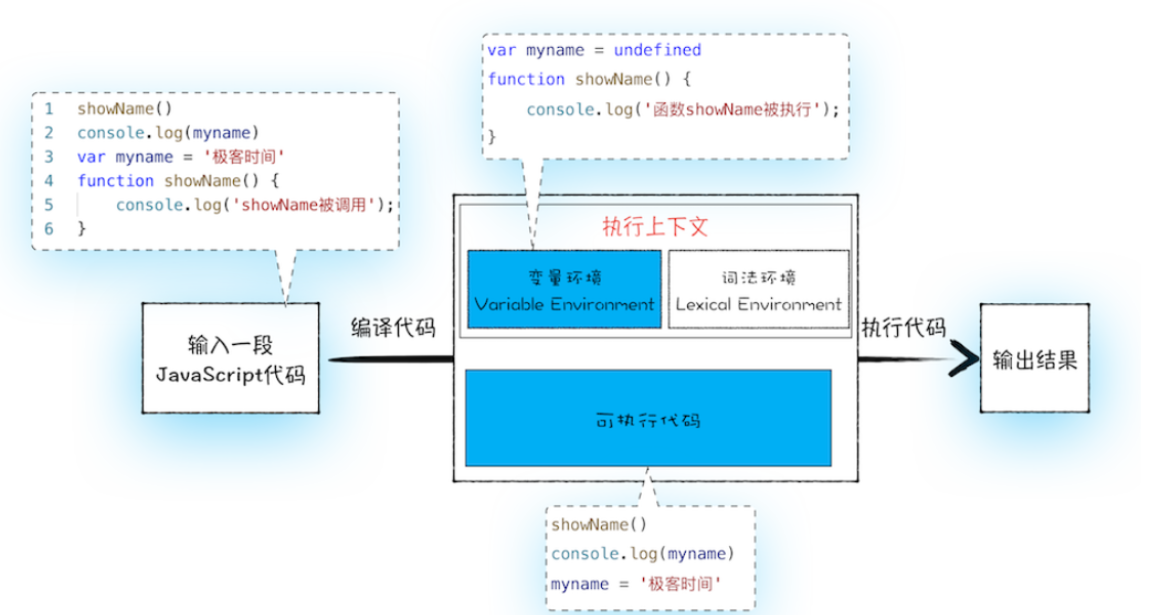 var myname = undefined
function showName() {
console.log('函数showName被执行');
}
1 showName()
2 console.log(myname)
3 var myname = '极客时间'
4 function showName() {
5 console.log('showName被调用');
6 }
执行上下文
变量环境
Variable Environment
词法环境
Lexical Environment
输入一段
JavaScript代码
编译代码
执行代码
输出结果
可执行代码
showName()
console.log(myname)
myname = '极客时间'